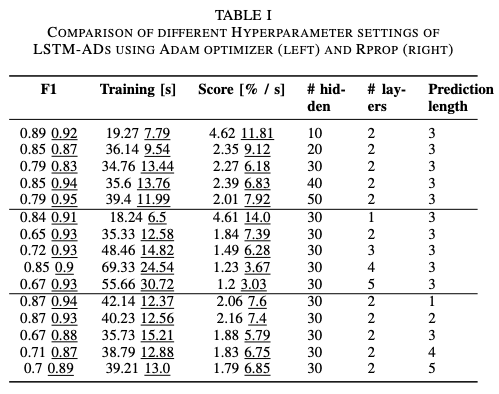 TABLE I
COMPARISON OF DIFFERENT HYPERPARAMETER SETTINGS OF
LSTM-ADS USING ADAM OPTIMIZER (LEFT) AND RPROP (RIGHT)
F1 Training [s] Score [% / s] # hid- # lay- Prediction
den ers length
0.89 0.92 19.27 7.79 4.62 11.81 10 2 3
0.85 0.87 36.14 9.54 2.35 9.12 20 2 3
0.79 0.83 34.76 13.44 2.27 6.18 30 2 3
0.85 0.94 35.6 13.76 2.39 6.83 40 2 3
0.79 0.95 39.4 11.99 2.01 7.92 50 2 3
0.84 0.91 18.24 6.5 4.61 14.0 30 1 3
0.65 0.93 35.33 12.58 1.84 7.39 30 2 3
0.72 0.93 48.46 14.82 1.49 6.28 30 3 3
0.85 0.9 69.33 24.54 1.23 3.67 30 4 3
0.67 0.93 55.66 30.72 1.2 3.03 30 5 3
0.87 0.94 42.14 12.37 2.06 7.6 30 2 1
0.87 0.93 40.23 12.56 2.16 7.4 30 2 2
0.67 0.88 35.73 15.21 1.88 5.79 30 2 3
0.71 0.87 38.79 12.88 1.83 6.75 30 2 4
0.7 0.89 39.21 13.0 1.79 6.85 30 2 5